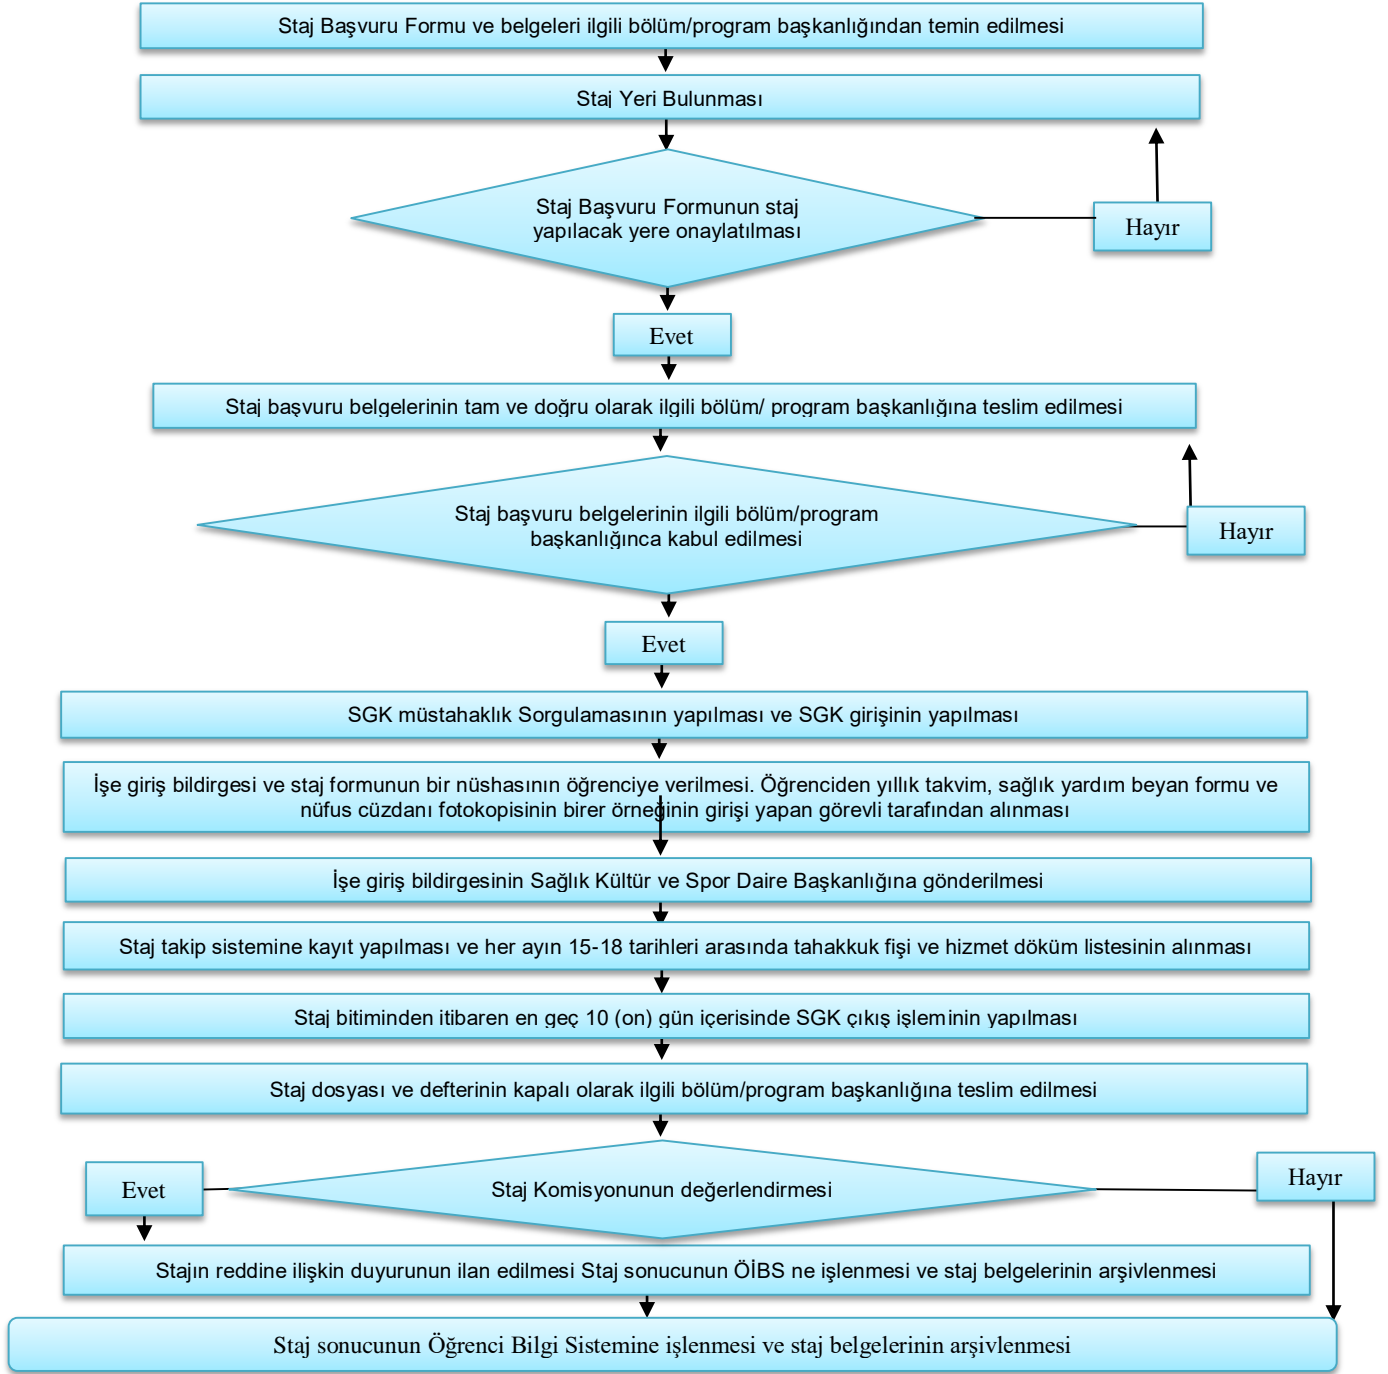 Staj Başvuru Formu ve belgeleri ilgili bölüm/program başkanlığından temin edilmesi
Staj Yeri Bulunması
Staj Başvuru Formunun staj
yapılacak yere onaylatılması
Hayır
Evet
Staj başvuru belgelerinin tam ve doğru olarak ilgili bölüm/ program başkanlığına teslim edilmesi
Staj başvuru belgelerinin ilgili bölüm/program
başkanlığınca kabul edilmesi
Hayır
Evet
SGK müstahaklık Sorgulamasının yapılması ve SGK girişinin yapılması
İşe giriş bildirgesi ve staj formunun bir nüshasının öğrenciye verilmesi. Öğrenciden yıllık takvim, sağlık yardım beyan formu ve
nüfus cüzdanı fotokopisinin birer örneğinin girişi yapan görevli tarafından alınması
İşe giriş bildirgesinin Sağlık Kültür ve Spor Daire Başkanlığına gönderilmesi
Staj takip sistemine kayıt yapılması ve her ayın 15-18 tarihleri arasında tahakkuk fişi ve hizmet döküm listesinin alınması
Staj bitiminden itibaren en geç 10 (on) gün içerisinde SGK çıkış işleminin yapılması
Staj dosyası ve defterinin kapalı olarak ilgili bölüm/program başkanlığına teslim edilmesi
Evet
Staj Komisyonunun değerlendirmesi
Hayır
Stajın reddine ilişkin duyurunun ilan edilmesi Staj sonucunun ÖİBS ne işlenmesi ve staj belgelerinin arşivlenmesi
Staj sonucunun Öğrenci Bilgi Sistemine işlenmesi ve staj belgelerinin arşivlenmesi